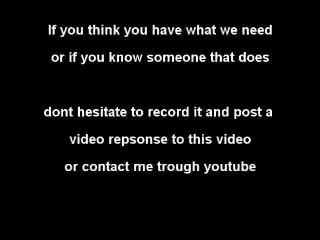 If you think you have what we need
or if you know someone that does
dont hesitate to record it and post a
video repsonse to this video
or contact me trough youtube